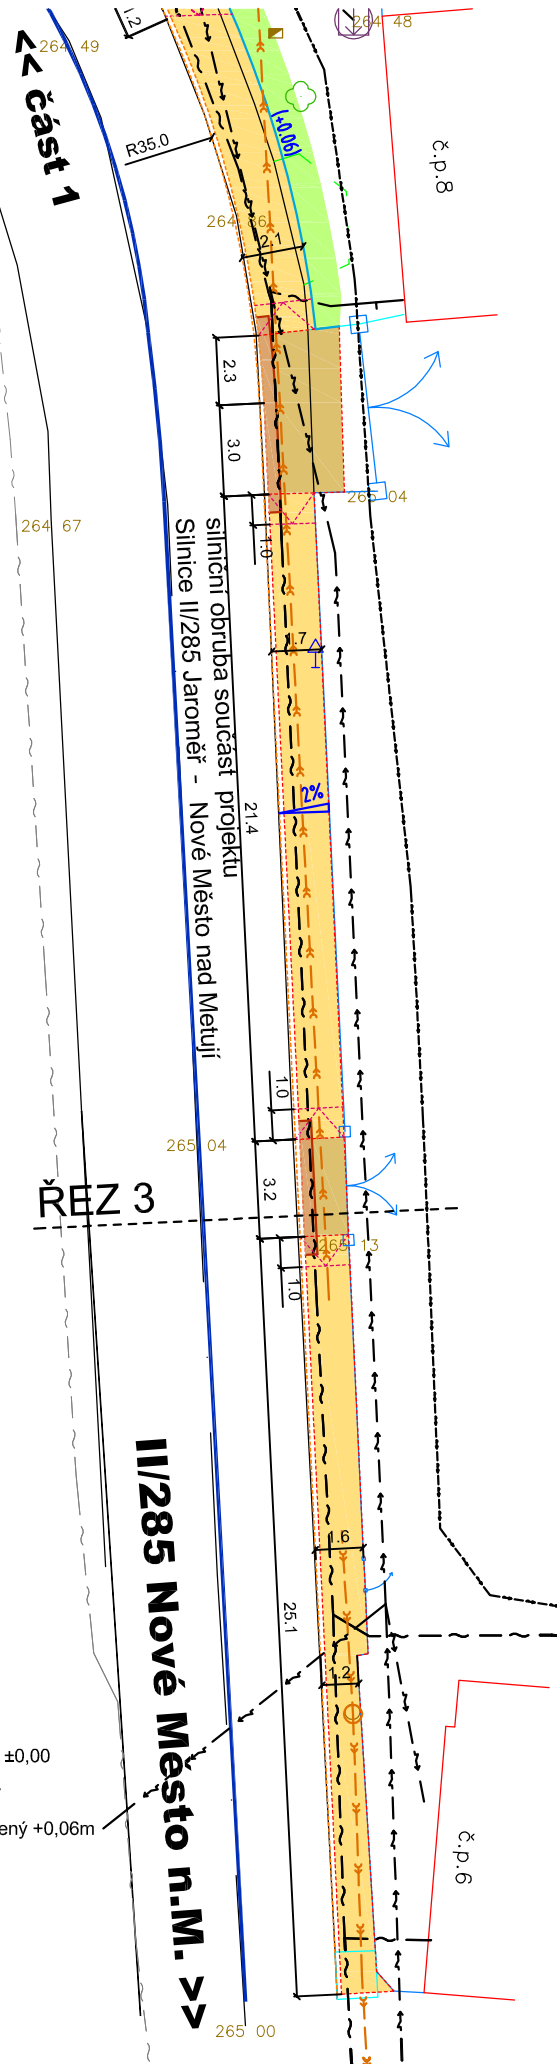 1.2
264 48
264 49
<< část 1
R35.0
(+0.06)
č.p.8
264 86
2.1
2.3
3.0
265 04
264 67
1.0
silniční obruba součást projektu
Silnice II/285 Jaroměř - Nové Město nad Metují
1.7
2%
21.4
1.0
265 04
3.2
ŘEZ 3
265 13
1.0
II/285 Nové Město n.M. >>
1.6
25.1
1.2
±0,00
ený +0,06m
č.p.6
265 00